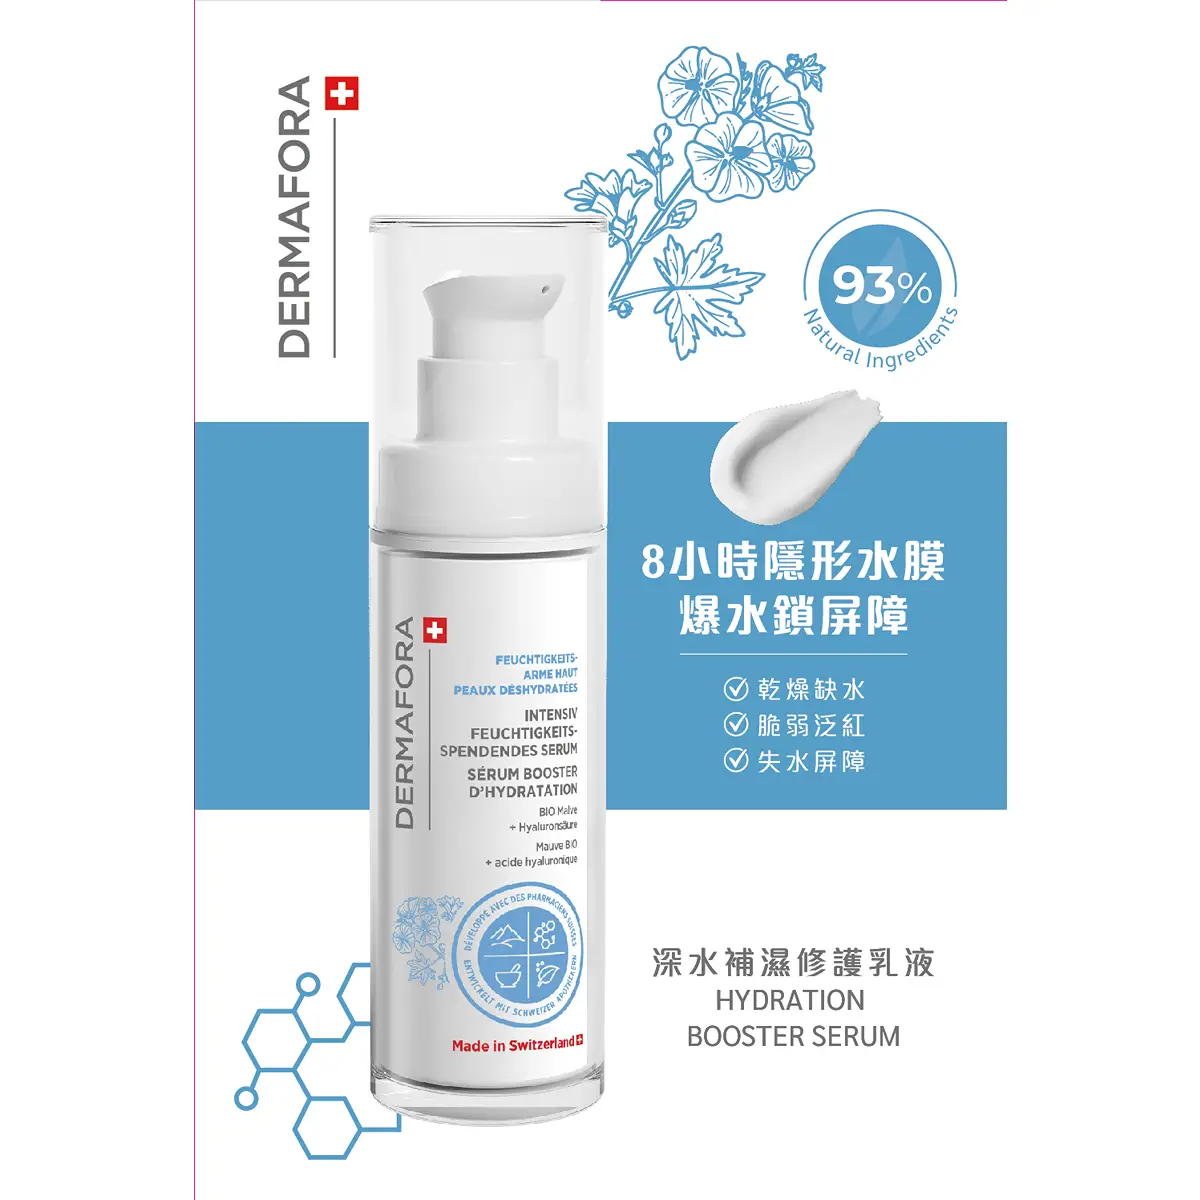 DERMAFORA
93%
Natural Ingredients
8小時隱形水膜
爆水鎖屏障
乾燥缺水
脆弱泛紅
失水屏障
DERMAFORA
FEUCHTIGKEITS-
ARME HAUT
PEAUX DÉSHYDRATÉES
INTENSIV
FEUCHTIGKEITS-
SPENDENDES SERUM
SÉRUM BOOSTER
D'HYDRATATION
BIO Malve
+ Hyaluronsäure
Mauve BIO
+ acide hyaluronique
DÉVELOPPÉ AVEC DES PHARMACIENS SUISSES
ENTWICKELT MIT SCHWEIZER APOTHEKERN
Made in Switzerland
深水補濕修護乳液
HYDRATION
BOOSTER SERUM